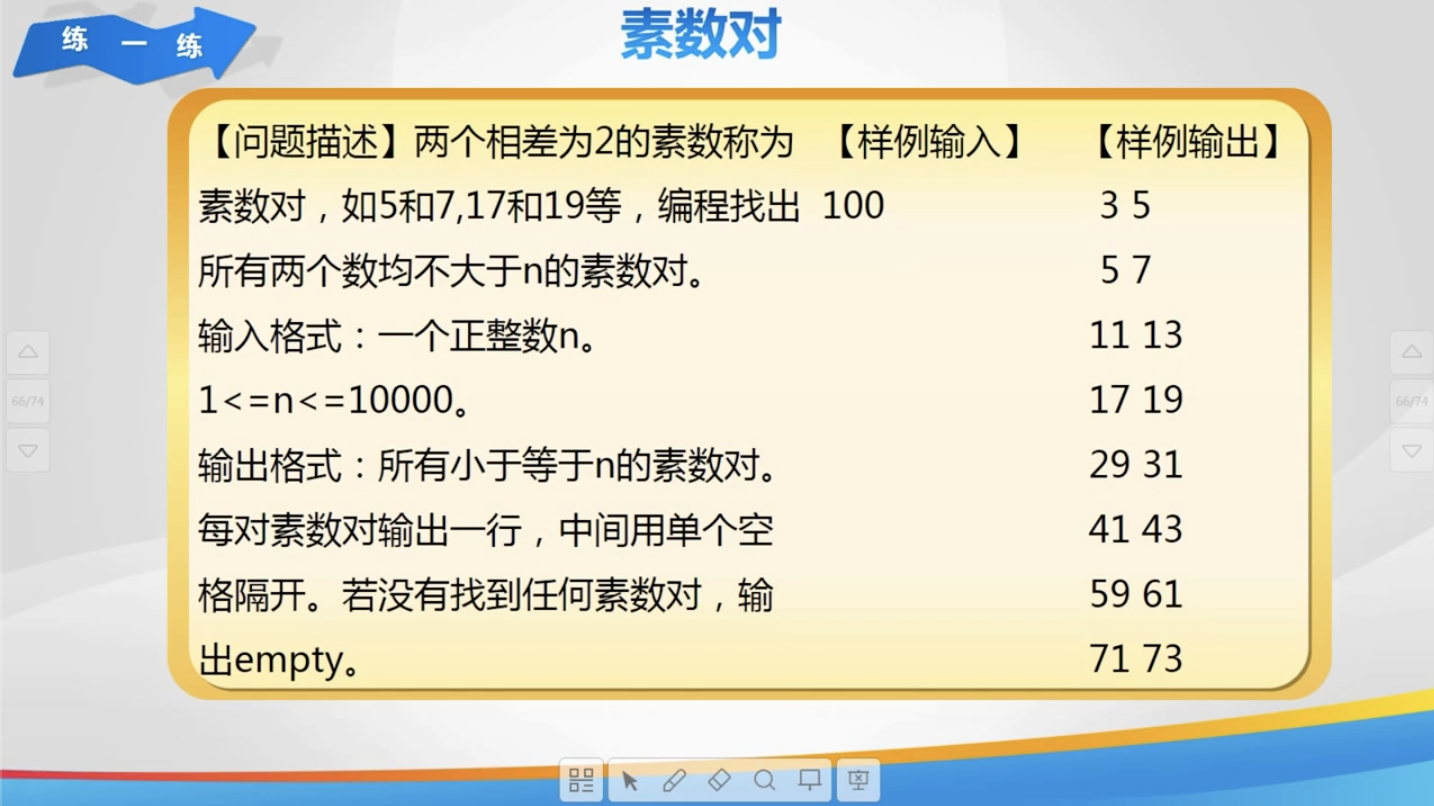 练一练
素数对
【问题描述】两个相差为2的素数称为 【样例输入】 【样例输出】
素数对，如5和7,17和19等，编程找出 100 3 5
所有两个数均不大于n的素数对。 5 7
输入格式：一个正整数n。 11 13
1<=n<=10000。 17 19
输出格式：所有小于等于n的素数对。 29 31
每对素数对输出一行，中间用单个空 41 43
格隔开。若没有找到任何素数对，输 59 61
出empty。 71 73
66/74
66/74